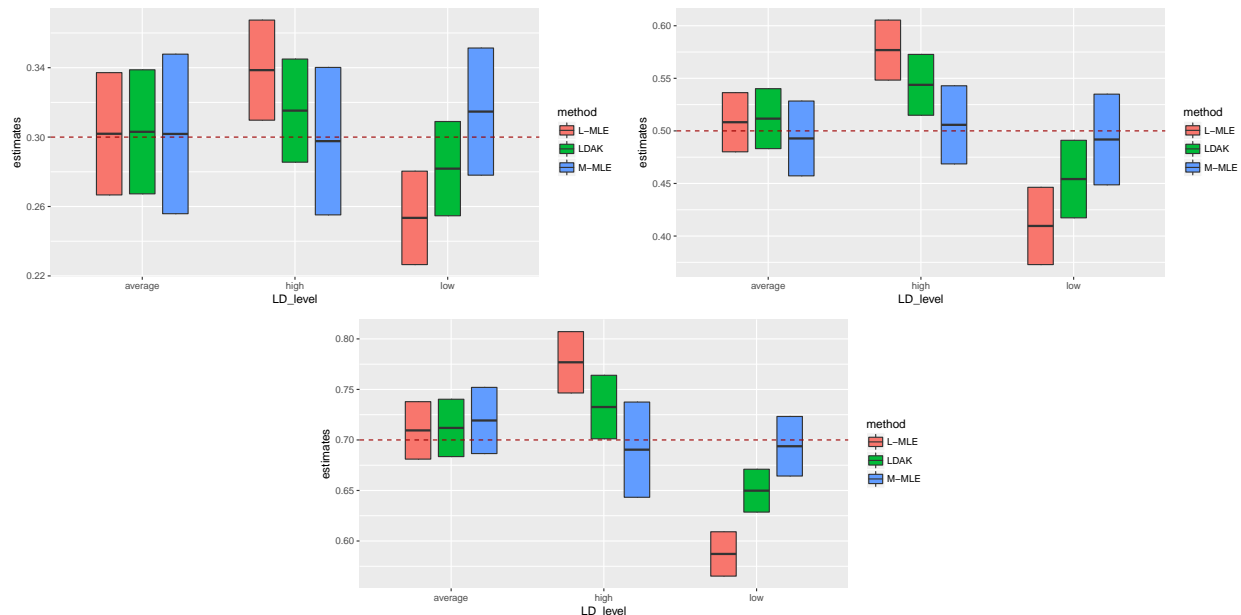 estimates
0.34
0.30
0.26
0.22
average
high
low
LD_level
method
L−MLE
LDAK
M−MLE
estimates
0.60
0.55
0.50
0.45
0.40
average
high
low
LD_level
method
L−MLE
LDAK
M−MLE
estimates
0.80
0.75
0.70
0.65
0.60
average
high
low
LD_level
method
L−MLE
LDAK
M−MLE